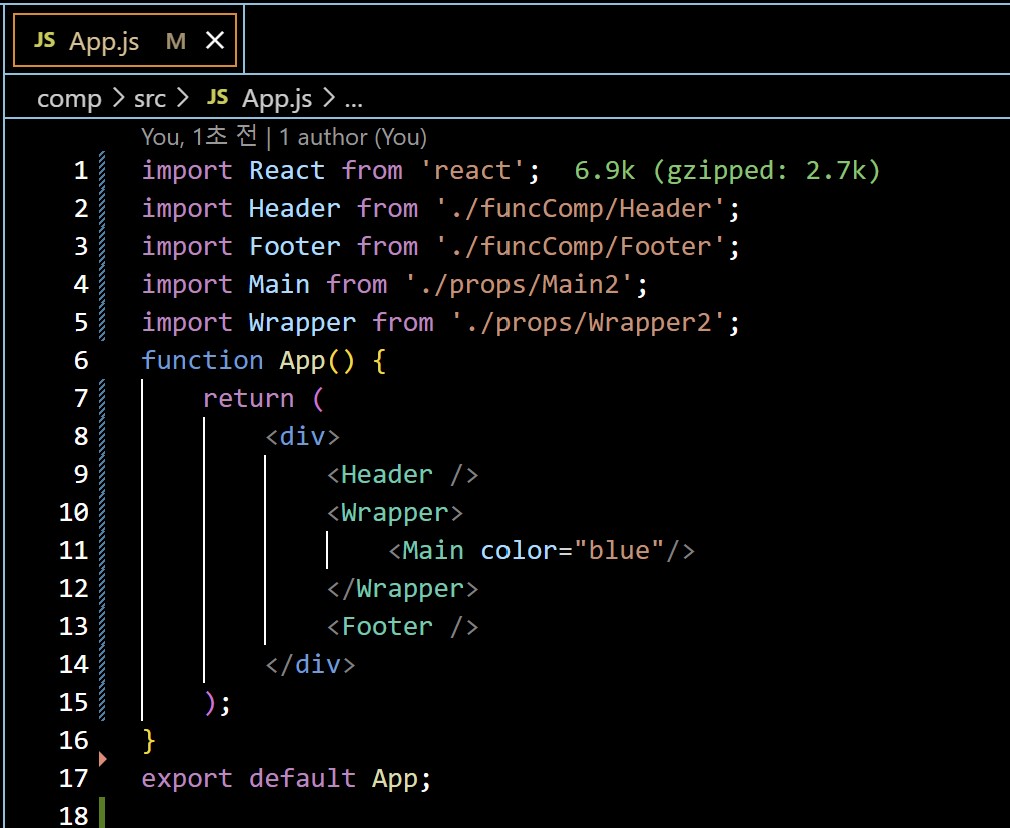 JS App.js M ×
comp > src > JS App.js > ...
You, 1초 전 | 1 author (You)
1 import React from 'react'; 6.9k (gzipped: 2.7k)
2 import Header from './funcComp/Header';
3 import Footer from './funcComp/Footer';
4 import Main from './props/Main2';
5 import Wrapper from './props/Wrapper2';
6 function App() {
7     return (
8         <div>
9             <Header />
10             <Wrapper>
11                 <Main color="blue"/>
12             </Wrapper>
13             <Footer />
14         </div>
15     );
16 }
17 export default App;
18